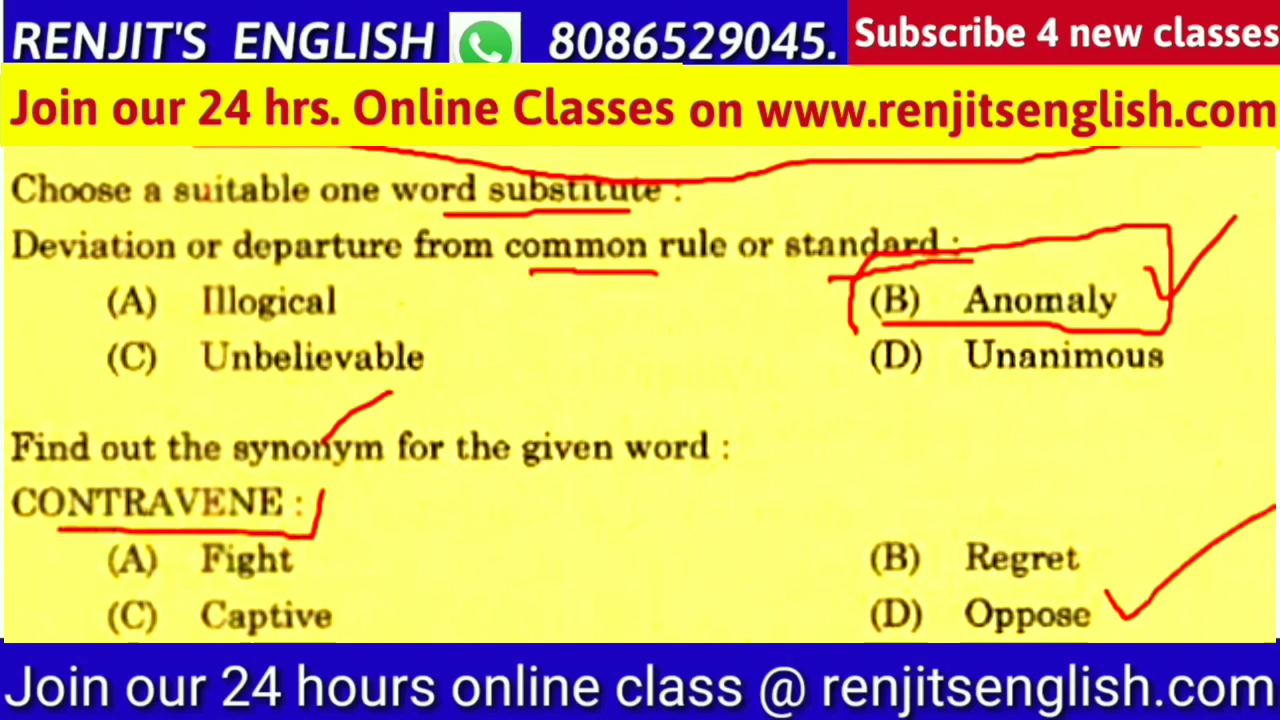 RENJIT'S ENGLISH 8086529045. Subscribe 4 new classes
Join our 24 hrs. Online Classes on www.renjitsenglish.com
Choose a suitable one word substitute :
Deviation or departure from common rule or standard :
(A) Illogical (B) Anomaly
(C) Unbelievable (D) Unanimous
Find out the synonym for the given word :
CONTRAVENE :
(A) Fight (B) Regret
(C) Captive (D) Oppose
Join our 24 hours online class @ renjitsenglish.com